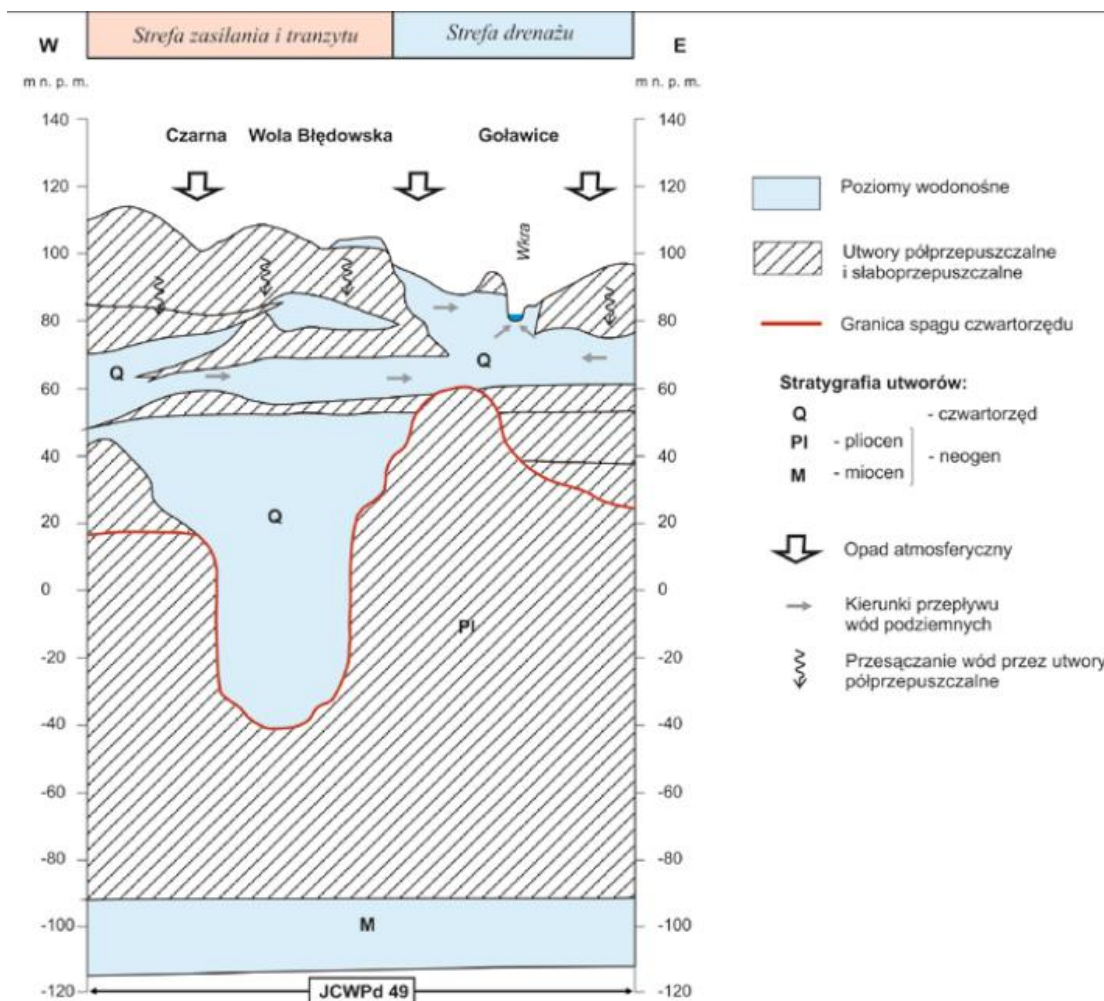 Strefa zasilania i tranzytu
Strefa drenażu
W
E
m n. p. m.
m n. p. m.
140
120
100
80
60
40
20
0
-20
-40
-60
-80
-100
-120
140
120
100
80
60
40
20
0
-20
-40
-60
-80
-100
-120
Czarna
Wola Błędowska
Goławice
Wkra
Q
Q
Q
Pl
M
JCWPd 49
Poziomy wodonośne
Utwory półprzepuszczalne
i słaboprzepuszczalne
Granica spągu czwartorzędu
Stratygrafia utworów:
Q - czwartorzęd
Pl - pliocen
- neogen
M - miocen
Opad atmosferyczny
Kierunki przepływu
wód podziemnych
Przesączanie wód przez utwory
półprzepuszczalne